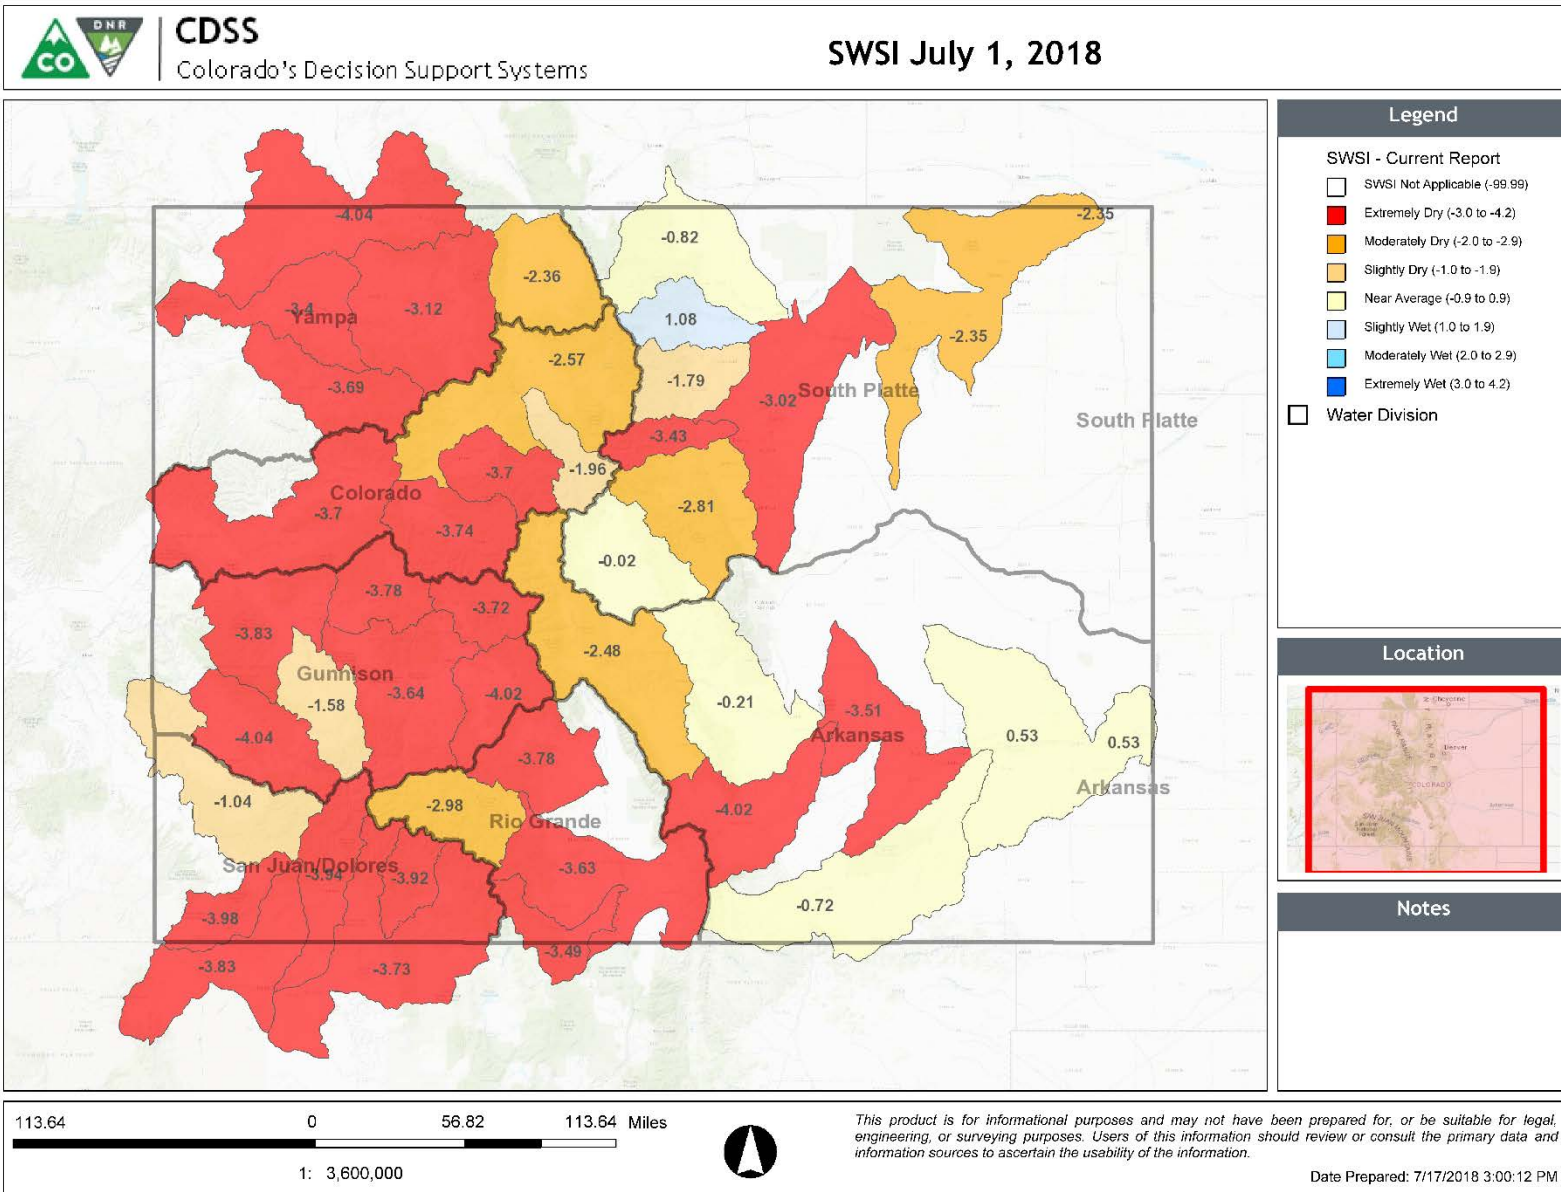 CO
DNR
CDSS
Colorado's Decision Support Systems
SWSI July 1, 2018
-4.04
-3.4
Yampa
-3.12
-3.69
-2.36
-2.57
-0.82
1.08
-1.79
-2.35
-2.35
-3.02
South Platte
South Platte
-3.43
-1.96
-3.7
Colorado
-3.7
-3.74
-2.81
-0.02
-3.78
-3.72
-3.83
Gunnison
-1.58
-3.64
-4.02
-4.04
-2.48
-0.21
-3.51
Arkansas
0.53
0.53
Arkansas
-3.78
-4.02
-1.04
-2.98
Rio Grande
San Juan/Dolores
-3.94
-3.92
-3.63
-0.72
-3.98
-3.83
-3.73
-3.49
Legend
SWSI - Current Report
SWSI Not Applicable (-99.99)
Extremely Dry (-3.0 to -4.2)
Moderately Dry (-2.0 to -2.9)
Slightly Dry (-1.0 to -1.9)
Near Average (-0.9 to 0.9)
Slightly Wet (1.0 to 1.9)
Moderately Wet (2.0 to 2.9)
Extremely Wet (3.0 to 4.2)
Water Division
Location
Cheyenne
Denver
COLORADO
Notes
113.64
0
56.82
113.64 Miles
1: 3,600,000
This product is for informational purposes and may not have been prepared for, or be suitable for legal,
engineering, or surveying purposes. Users of this information should review or consult the primary data and
information sources to ascertain the usability of the information.
Date Prepared: 7/17/2018 3:00:12 PM